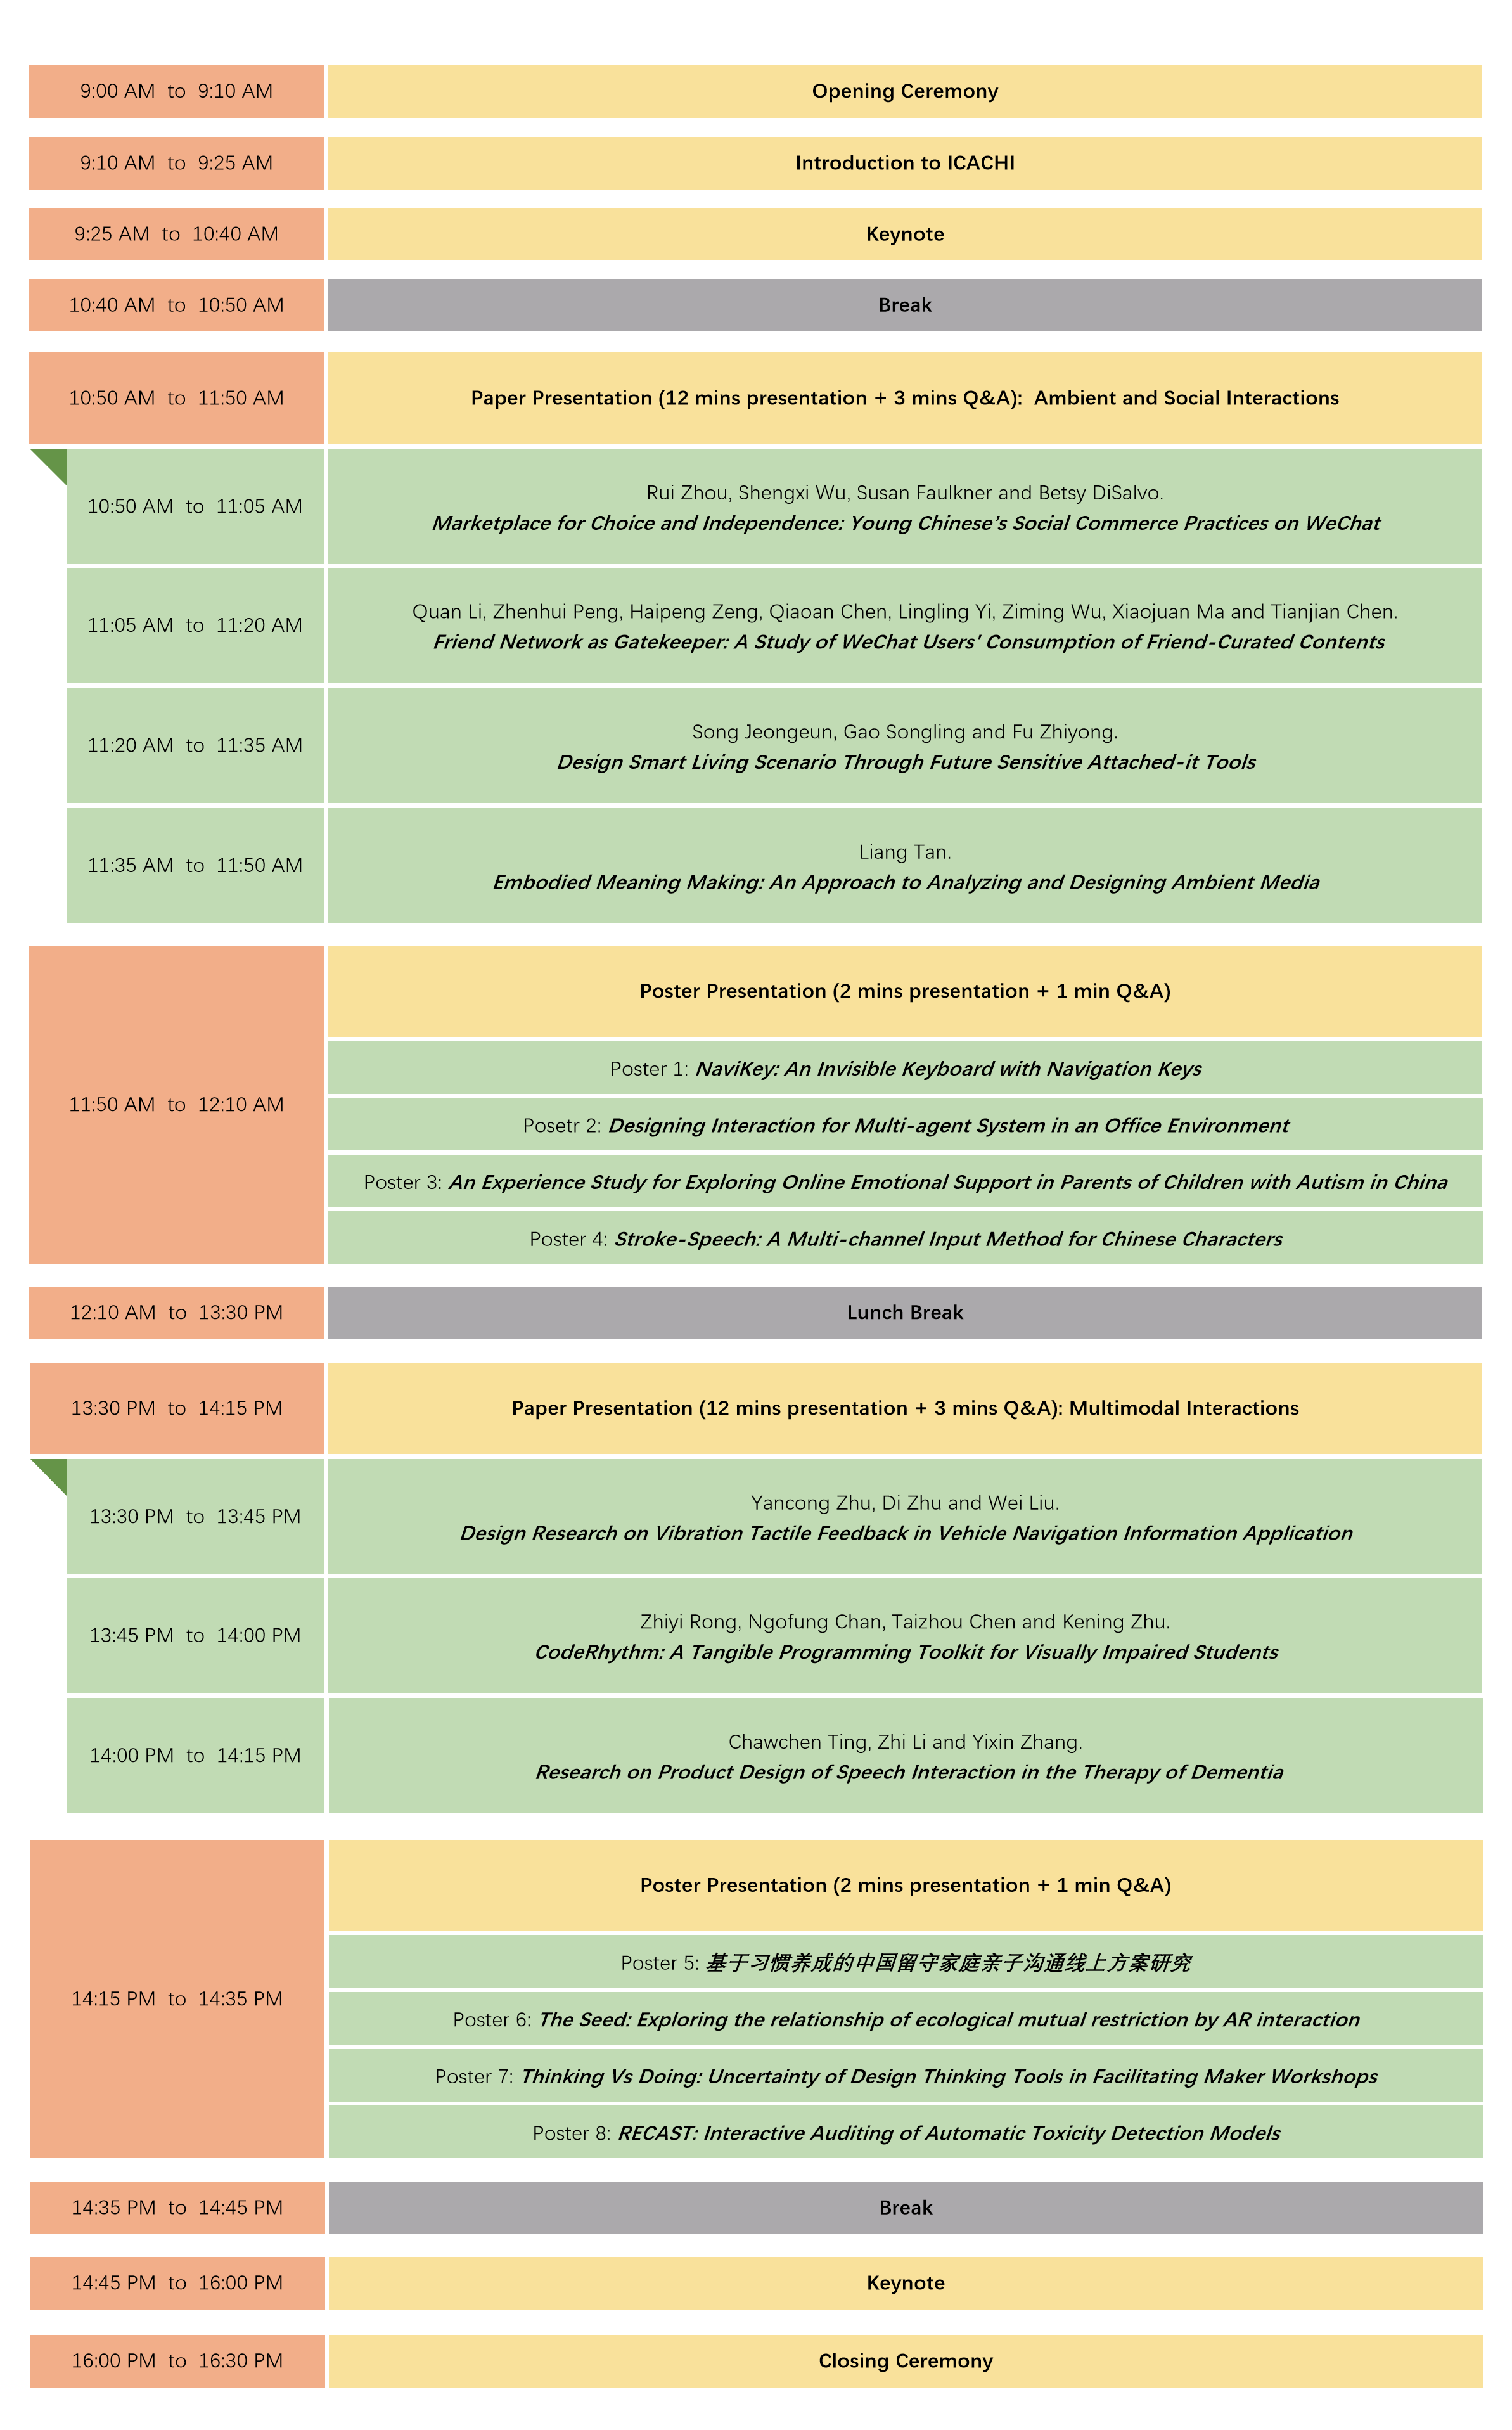 9:00 AM to 9:10 AM
Opening Ceremony
9:10 AM to 9:25 AM
Introduction to ICACHI
9:25 AM to 10:40 AM
Keynote
10:40 AM to 10:50 AM
Break
10:50 AM to 11:50 AM
Paper Presentation (12 mins presentation + 3 mins Q&A): Ambient and Social Interactions
10:50 AM to 11:05 AM
Rui Zhou, Shengxi Wu, Susan Faulkner and Betsy DiSalvo.
Marketplace for Choice and Independence: Young Chinese’s Social Commerce Practices on WeChat
11:05 AM to 11:20 AM
Quan Li, Zhenhui Peng, Haipeng Zeng, Qiaoan Chen, Lingling Yi, Ziming Wu, Xiaojuan Ma and Tianjian Chen.
Friend Network as Gatekeeper: A Study of WeChat Users' Consumption of Friend-Curated Contents
11:20 AM to 11:35 AM
Song Jeongeun, Gao Songling and Fu Zhiyong.
Design Smart Living Scenario Through Future Sensitive Attached-it Tools
11:35 AM to 11:50 AM
Liang Tan.
Embodied Meaning Making: An Approach to Analyzing and Designing Ambient Media
11:50 AM to 12:10 AM
Poster Presentation (2 mins presentation + 1 min Q&A)
Poster 1: NaviKey: An Invisible Keyboard with Navigation Keys
Posetr 2: Designing Interaction for Multi-agent System in an Office Environment
Poster 3: An Experience Study for Exploring Online Emotional Support in Parents of Children with Autism in China
Poster 4: Stroke-Speech: A Multi-channel Input Method for Chinese Characters
12:10 AM to 13:30 PM
Lunch Break
13:30 PM to 14:15 PM
Paper Presentation (12 mins presentation + 3 mins Q&A): Multimodal Interactions
13:30 PM to 13:45 PM
Yancong Zhu, Di Zhu and Wei Liu.
Design Research on Vibration Tactile Feedback in Vehicle Navigation Information Application
13:45 PM to 14:00 PM
Zhiyi Rong, Ngofung Chan, Taizhou Chen and Kening Zhu.
CodeRhythm: A Tangible Programming Toolkit for Visually Impaired Students
14:00 PM to 14:15 PM
Chawchen Ting, Zhi Li and Yixin Zhang.
Research on Product Design of Speech Interaction in the Therapy of Dementia
14:15 PM to 14:35 PM
Poster Presentation (2 mins presentation + 1 min Q&A)
Poster 5: 基于习惯养成的中国留守家庭亲子沟通线上方案研究
Poster 6: The Seed: Exploring the relationship of ecological mutual restriction by AR interaction
Poster 7: Thinking Vs Doing: Uncertainty of Design Thinking Tools in Facilitating Maker Workshops
Poster 8: RECAST: Interactive Auditing of Automatic Toxicity Detection Models
14:35 PM to 14:45 PM
Break
14:45 PM to 16:00 PM
Keynote
16:00 PM to 16:30 PM
Closing Ceremony